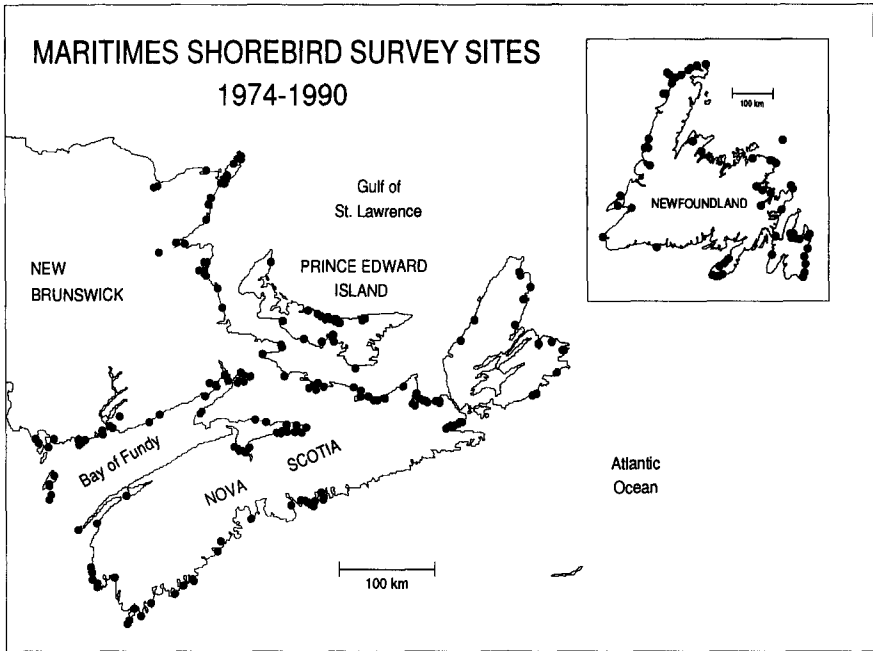 MARITIMES SHOREBIRD SURVEY SITES
1974-1990
100 km
NEWFOUNDLAND
Gulf of
St. Lawrence
NEW
BRUNSWICK
PRINCE EDWARD
ISLAND
Bay of Fundy
NOVA SCOTIA
Atlantic
Ocean
100 km